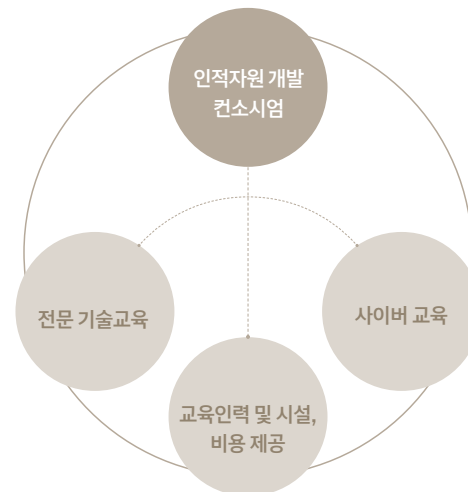 인적자원 개발
컨소시엄
전문 기술교육
사이버 교육
교육인력 및 시설,
비용 제공